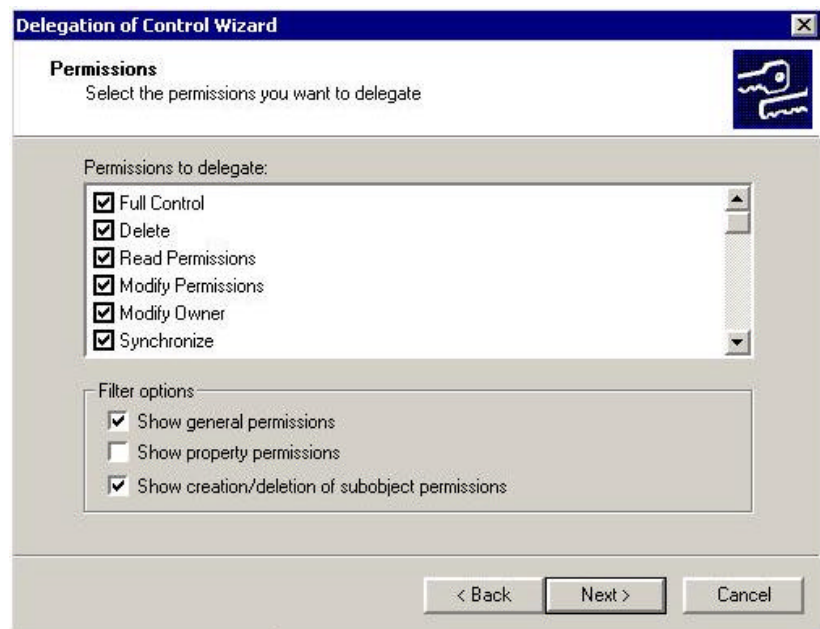 Delegation of Control Wizard
Permissions
Select the permissions you want to delegate
Permissions to delegate:
Full Control
Delete
Read Permissions
Modify Permissions
Modify Owner
Synchronize
Filter options
Show general permissions
Show property permissions
Show creation/deletion of subobject permissions
< Back Next > Cancel